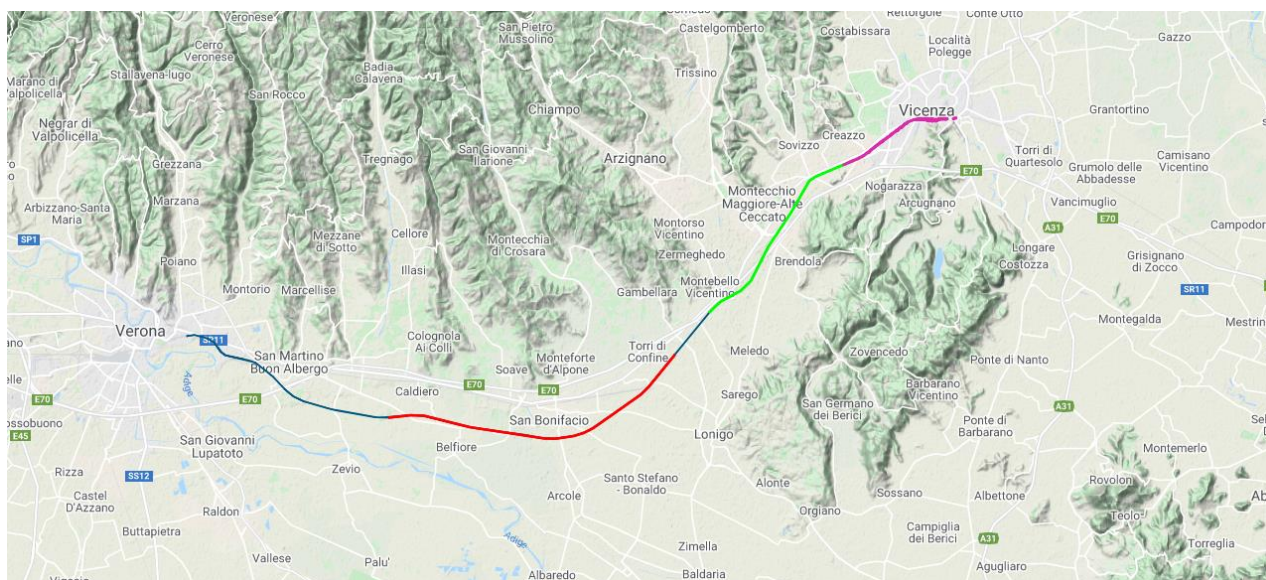 Rettorgole
Conte Otto
Castelgomberto
Costabissara
San Pietro
Mussolino
Località
Polegge
Gazzo
Veronese
Cerro
Veronese
Stallavena-lugo
Badia
Calavena
Trissino
Marano di
San Rocco
Chiampo
Vicenza
Grantortino
Negrar di
Valpolicella
Creazzo
Grezzana
Tregnago
San Giovanni
Ilarione
Arzignano
Sovizzo
Torri di
Quartesolo
Camisano
Vicentino
E70
Grumolo delle
Abbadesse
Marzana
Montecchio
Maggiore-Alte
Ceccato
Nogarazza
Arcugnano
Vancimuglio
Arbizzano-Santa
Maria
E70
A31
Campodor
Montorso
Vicentino
Mezzane
di Sotto
Cellore
SP1
Montecchia
di Crosara
Zermeghedo
Longare
Costozza
Grisignano
di Zocco
Poiano
Illasi
Brendola
Montorio
Marcellise
Gambellara
Montebello
Vicentino
SR11
Verona
Montegalda
Mestrin
Colognola
Ai Colli
SR11
Torri di
Confine
San Martino
Buon Albergo
Monteforte
d'Alpone
Meledo
Zovencedo
Ponte di Nanto
Soave
E70
E70
Caldiero
Barbarano
Vicentino
Sarego
E70
E70
San Germano
dei Berici
A31
San Bonifacio
Adige
Ponte di
Barbarano
ossobuono
Lonigo
E45
San Giovanni
Lupatoto
Belfiore
Montemerlo
Rizza
Zevio
SS12
Santo Stefano
- Bonaldo
Alonte
Rovolon
Castel
D'Azzano
Arcole
Sossano
Albettone
Raldon
Orgiano
Teolo
Buttapietra
Adige
Campiglia
dei Berici
A31
Zimella
Torreglia
Vallese
Palu'
Agugliaro
Albaredo
Baldaria